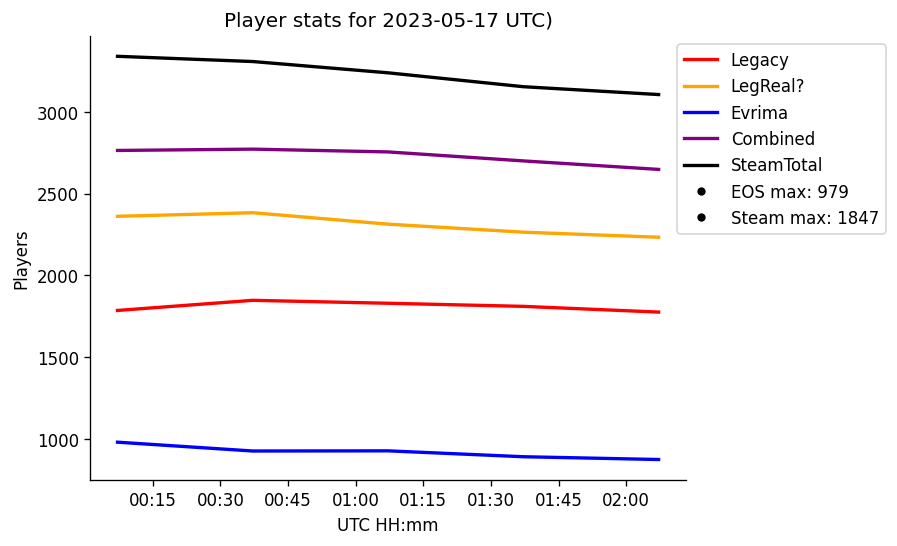 Player stats for 2023-05-17 UTC)
Legacy
LegReal?
Evrima
Combined
SteamTotal
EOS max: 979
Steam max: 1847
Players
3000
2500
2000
1500
1000
00:15 00:30 00:45 01:00 01:15 01:30 01:45 02:00
UTC HH:mm